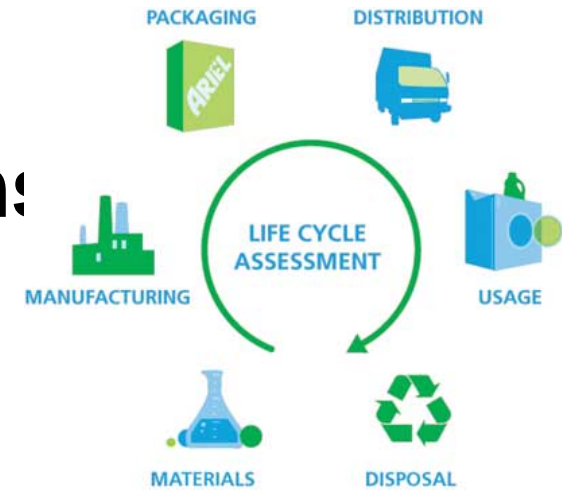 PACKAGING
DISTRIBUTION
ARIEL
LIFE CYCLE
ASSESSMENT
MANUFACTURING
USAGE
MATERIALS
DISPOSAL